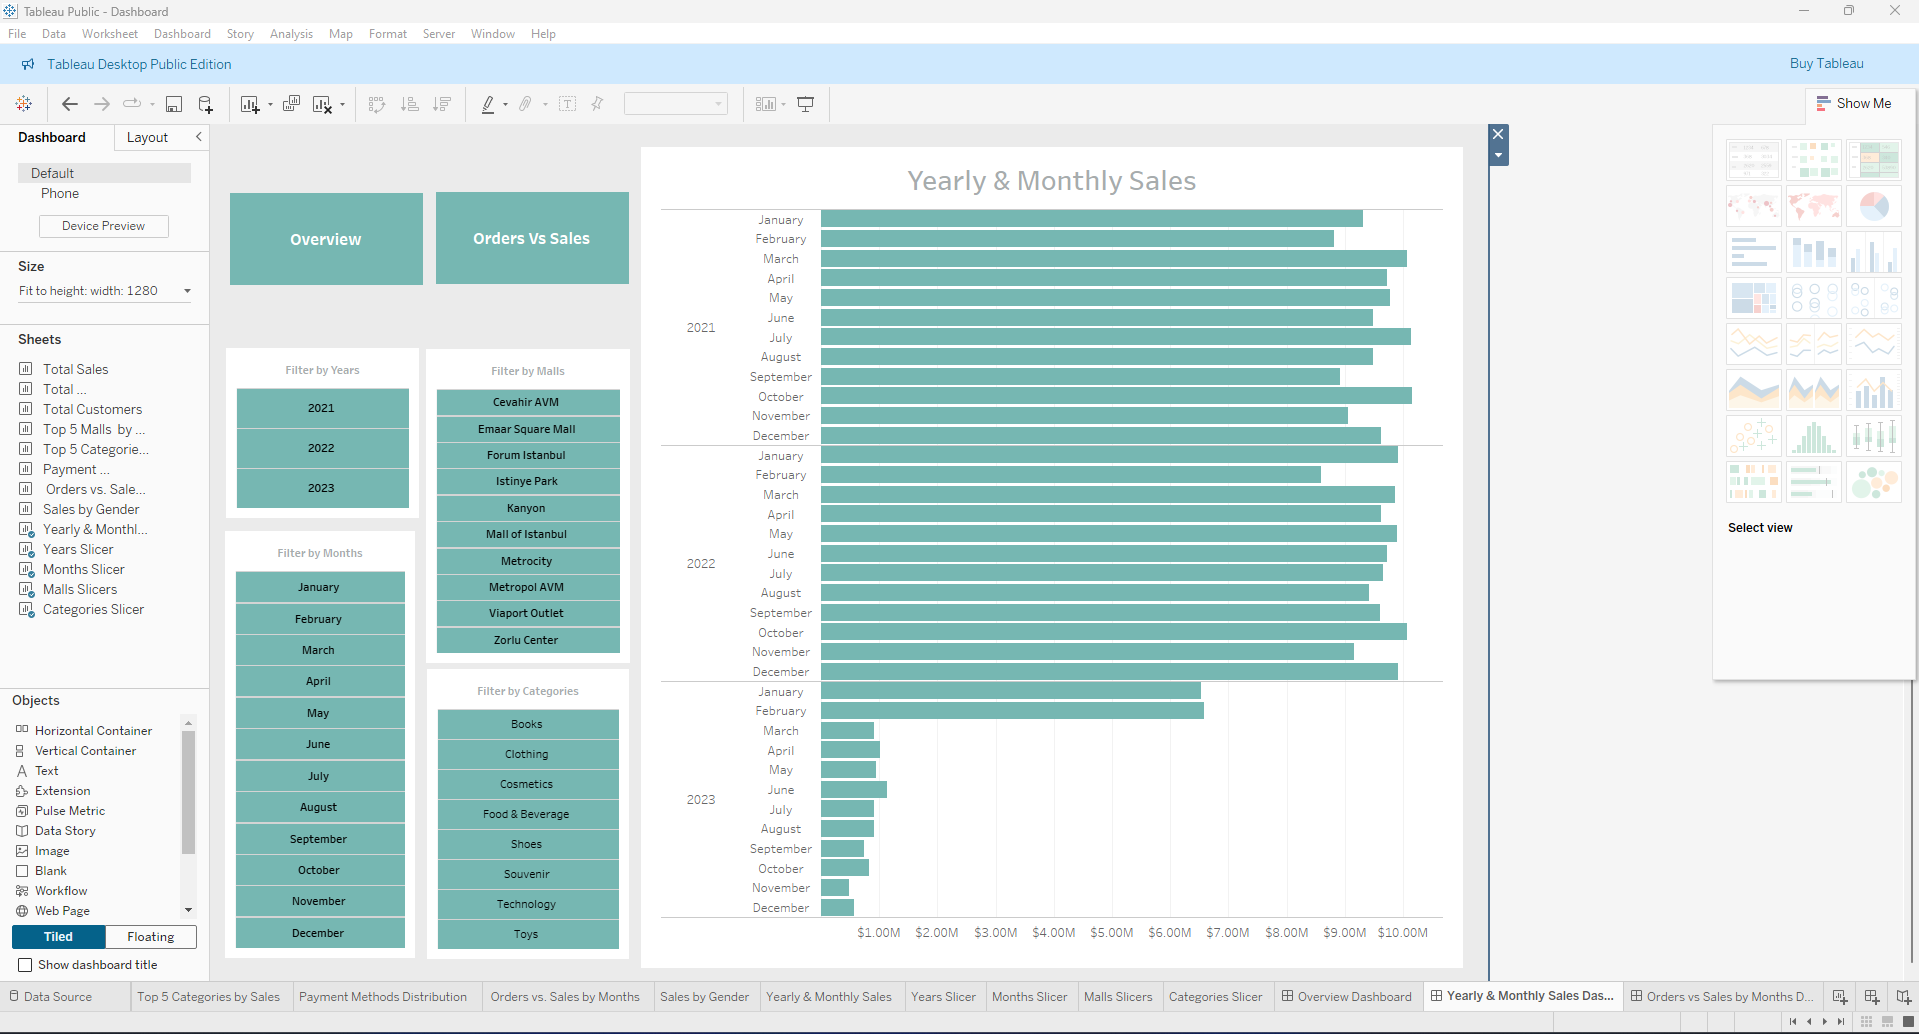 Tableau Public - Dashboard
File Data Worksheet Dashboard Story Analysis Map Format Server Window Help
Tableau Desktop Public Edition
Buy Tableau
Show Me
Dashboard
Layout
Default
Phone
Device Preview
Size
Fit to height: width: 1280
Sheets
Total Sales
Total ...
Total Customers
Top 5 Malls by ...
Top 5 Categorie...
Payment ...
Orders vs. Sale...
Sales by Gender
Yearly & Monthl...
Years Slicer
Months Slicer
Malls Slicers
Categories Slicer
Objects
Horizontal Container
Vertical Container
Text
Extension
Pulse Metric
Data Story
Image
Blank
Workflow
Web Page
Tiled
Floating
Show dashboard title
Overview
Orders Vs Sales
Filter by Years
2021
2022
2023
Filter by Months
January
February
March
April
May
June
July
August
September
October
November
December
Filter by Malls
Cevahir AVM
Emaar Square Mall
Forum Istanbul
Istinye Park
Kanyon
Mall of Istanbul
Metrocity
Metropol AVM
Viaport Outlet
Zorlu Center
Filter by Categories
Books
Clothing
Cosmetics
Food & Beverage
Shoes
Souvenir
Technology
Toys
Yearly & Monthly Sales
2021
January
February
March
April
May
June
July
August
September
October
November
December
2022
January
February
March
April
May
June
July
August
September
October
November
December
2023
January
February
March
April
May
June
July
August
September
October
November
December
$1.00M $2.00M $3.00M $4.00M $5.00M $6.00M $7.00M $8.00M $9.00M $10.00M
Select view
Data Source
Top 5 Categories by Sales
Payment Methods Distribution
Orders vs. Sales by Months
Sales by Gender
Yearly & Monthly Sales
Years Slicer
Months Slicer
Malls Slicers
Categories Slicer
Overview Dashboard
Yearly & Monthly Sales Das...
Orders vs Sales by Months D...